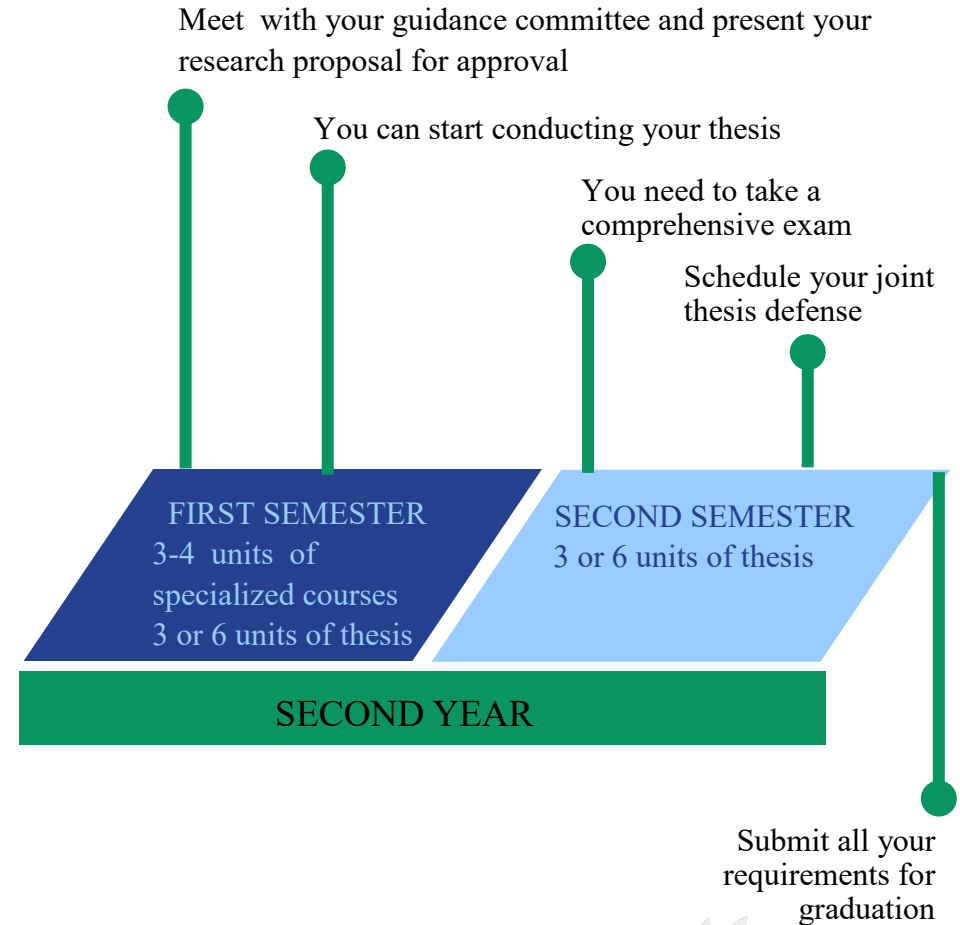 Meet with your guidance committee and present your
research proposal for approval
You can start conducting your thesis
You need to take a
comprehensive exam
Schedule your joint
thesis defense
FIRST SEMESTER
3-4 units of
specialized courses
3 or 6 units of thesis
SECOND SEMESTER
3 or 6 units of thesis
SECOND YEAR
Submit all your
requirements for
graduation